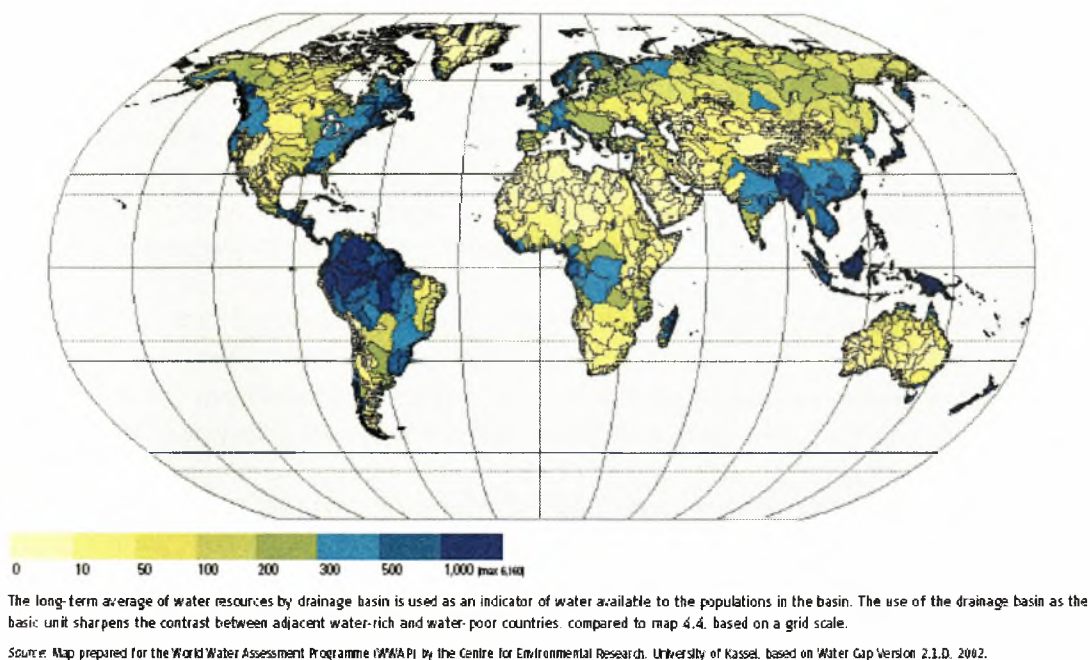 0 10 50 100 200 300 500 1,000 (max 6,160)
The long-term average of water resources by drainage basin is used as an indicator of water available to the populations in the basin. The use of the drainage basin as the
basic unit sharpens the contrast between adjacent water-rich and water-poor countries, compared to map 4.4, based on a grid scale.
Source: Map prepared for the World Water Assessment Programme (WWAP) by the Centre for Environmental Research, University of Kassel, based on Water Gap Version 2.1.D, 2002.